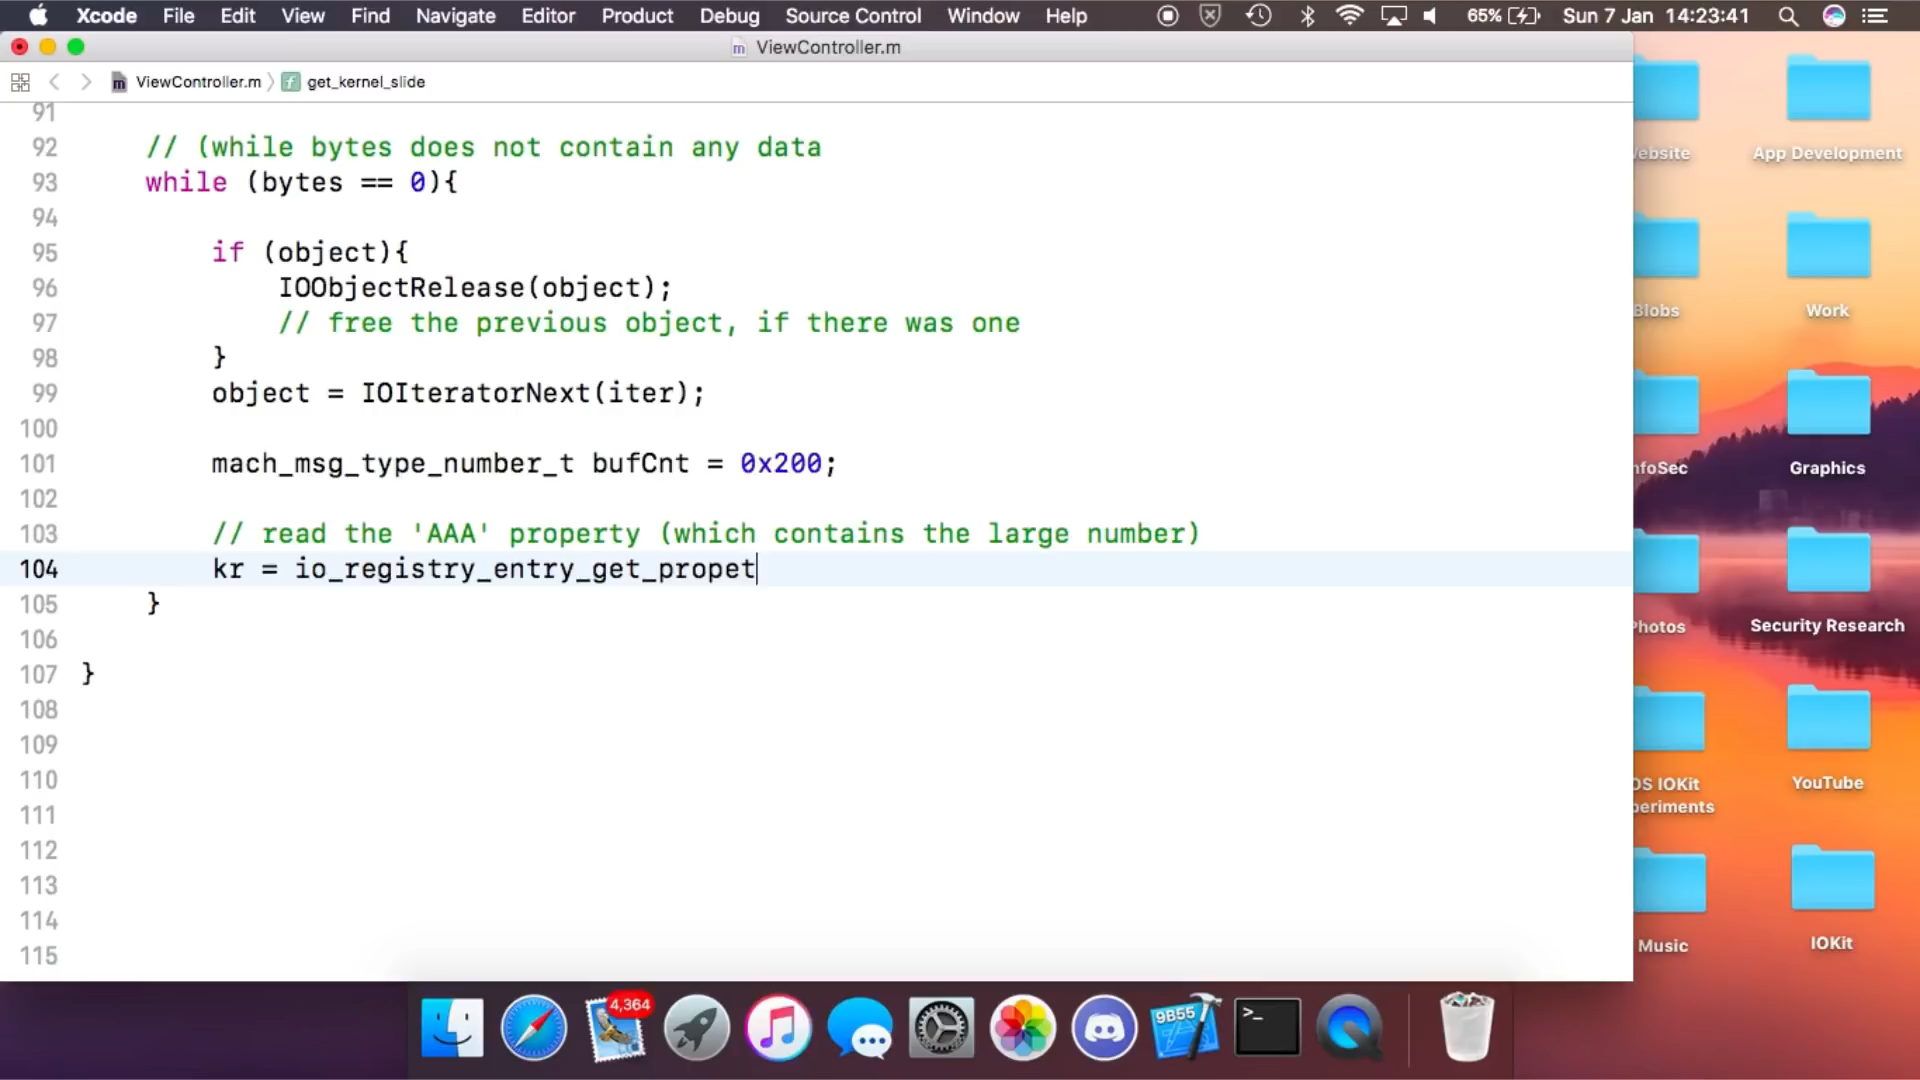 Xcode File Edit View Find Navigate Editor Product Debug Source Control Window Help 65% Sun 7 Jan 14:23:41
ViewController.m
ViewController.m get_kernel_slide
91
92 // (while bytes does not contain any data
93 while (bytes == 0){
94
95 if (object){
96 IOObjectRelease(object);
97 // free the previous object, if there was one
98 }
99 object = IOIteratorNext(iter);
100
101 mach_msg_type_number_t bufCnt = 0x200;
102
103 // read the 'AAA' property (which contains the large number)
104 kr = io_registry_entry_get_propet
105 }
106
107 }
108
109
110
111
112
113
114
115
ebsite
App Development
Blobs
Work
nfoSec
Graphics
Photos
Security Research
OS IOKit
periments
YouTube
Music
IOKit
4,364
9B55
>_